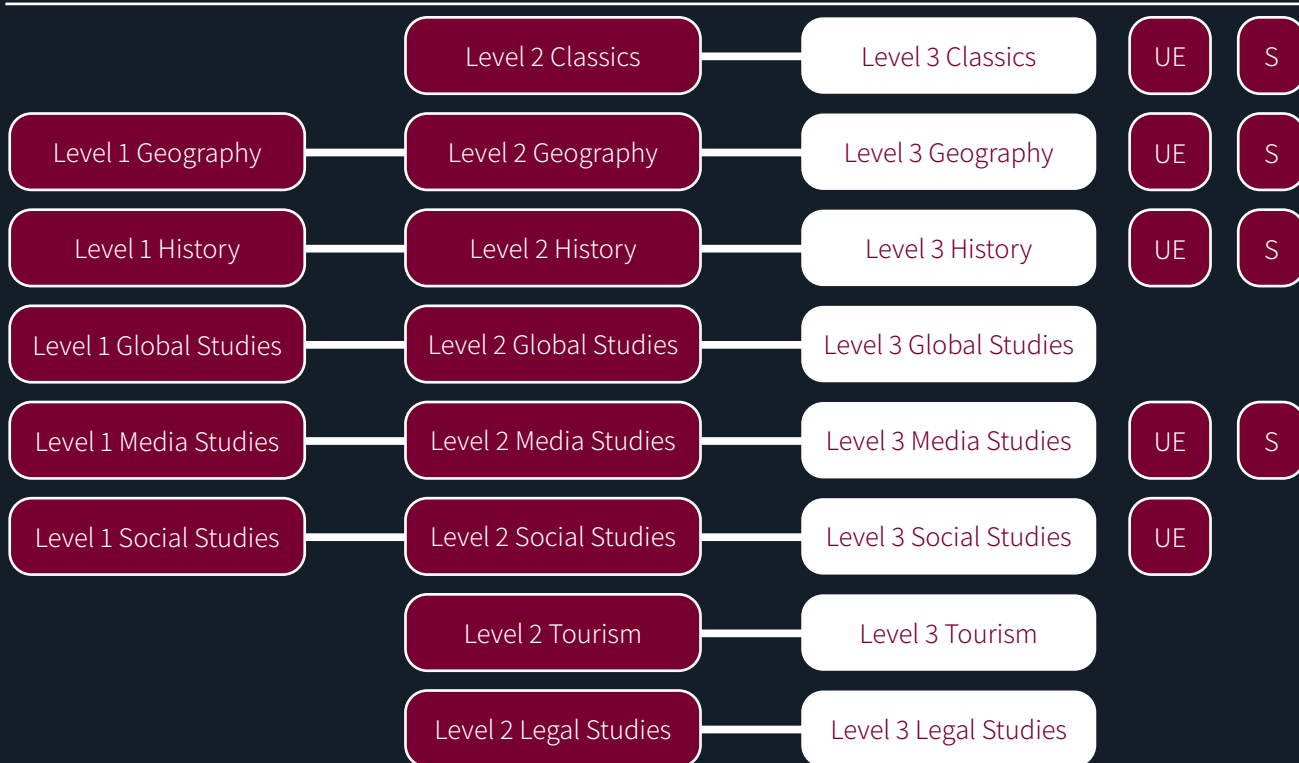 Level 2 Classics Level 3 Classics UE S
Level 1 Geography Level 2 Geography Level 3 Geography UE S
Level 1 History Level 2 History Level 3 History UE S
Level 1 Global Studies Level 2 Global Studies Level 3 Global Studies
Level 1 Media Studies Level 2 Media Studies Level 3 Media Studies UE S
Level 1 Social Studies Level 2 Social Studies Level 3 Social Studies UE
Level 2 Tourism Level 3 Tourism
Level 2 Legal Studies Level 3 Legal Studies